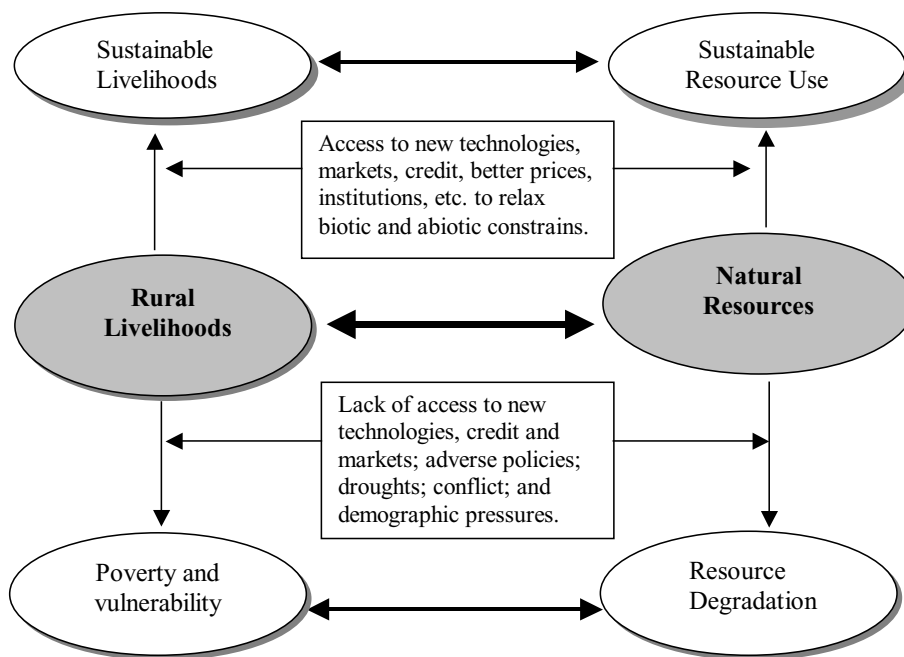 Sustainable
Livelihoods
Sustainable
Resource Use
Access to new technologies,
markets, credit, better prices,
institutions, etc. to relax
biotic and abiotic constrains.
Rural
Livelihoods
Natural
Resources
Lack of access to new
technologies, credit and
markets; adverse policies;
droughts; conflict; and
demographic pressures.
Poverty and
vulnerability
Resource
Degradation